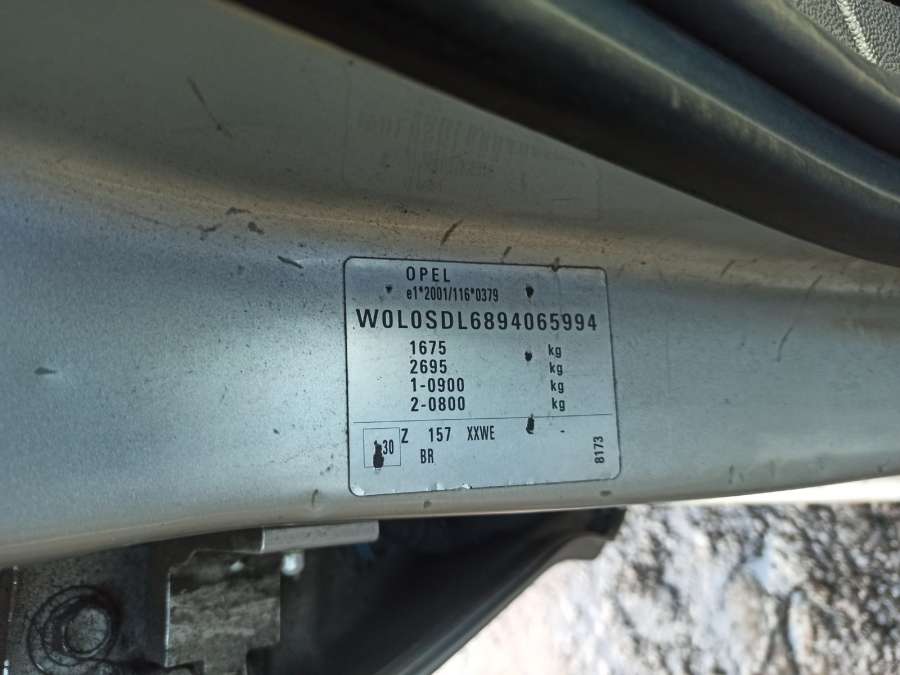 OPEL
e1*2001/116*0379
W0L0SDL6894065994
1675 kg
2695 kg
1-0900 kg
2-0800 kg
30 Z 157 XXWE
BR
8173